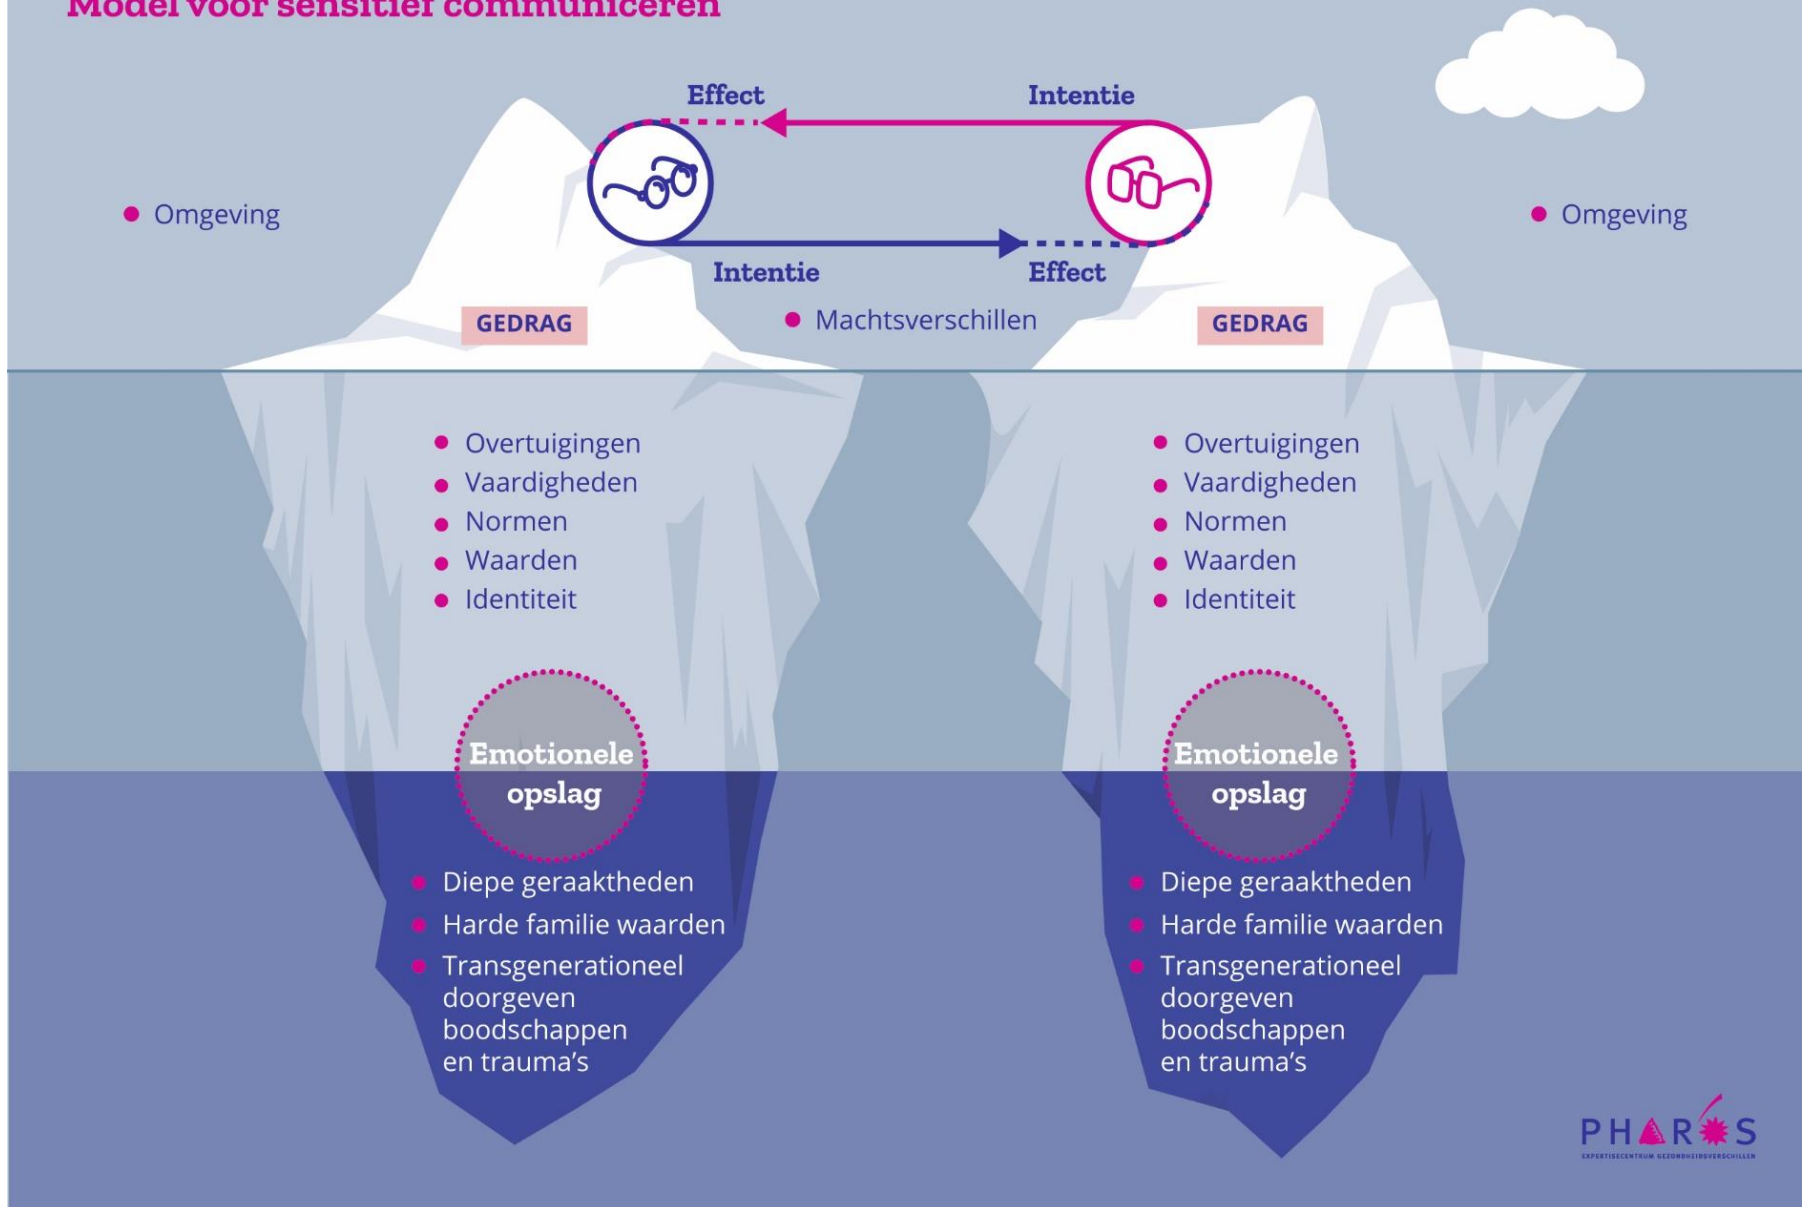 Model voor sensitief communiceren
Effect
Intentie
Omgeving
Omgeving
Intentie
Effect
Machtsverschillen
GEDRAG
GEDRAG
Overtuigingen
Vaardigheden
Normen
Waarden
Identiteit
Overtuigingen
Vaardigheden
Normen
Waarden
Identiteit
Emotionele
opslag
Emotionele
opslag
Diepe geraaktheden
Harde familie waarden
Transgenerationeel
doorgeven
boodschappen
en trauma’s
Diepe geraaktheden
Harde familie waarden
Transgenerationeel
doorgeven
boodschappen
en trauma’s
PHAROS
EXPERTISECENTRUM GEZONDHEIDSVERSCHILLEN